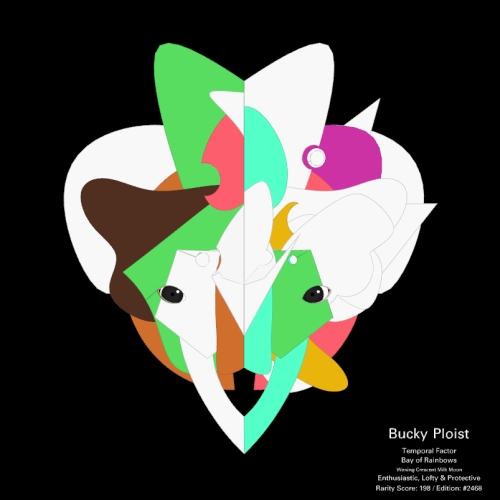 Bucky Ploist
Temporal Factor
Bay of Rainbows
Waning Crescent Milk Moon
Enthusiastic, Lofty & Protective
Rarity Score: 198 / Edition: #2468